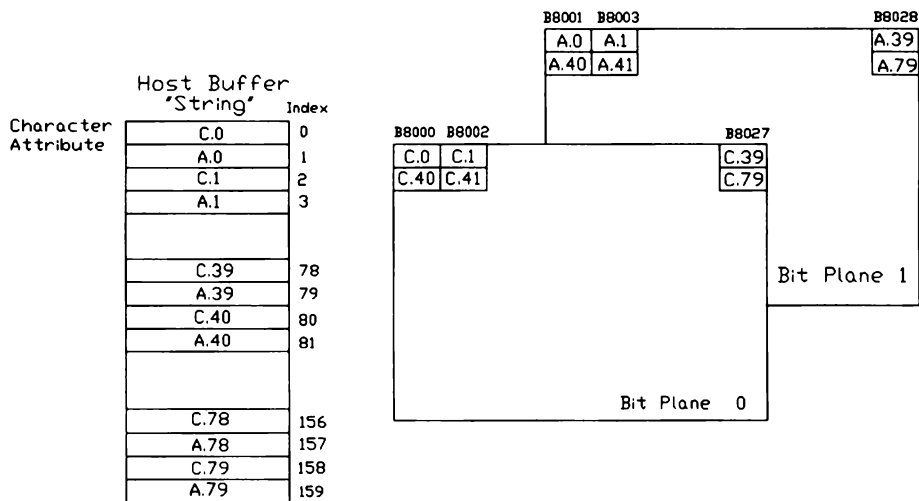 Host Buffer
"String"
Index
Character
Attribute
C.0 0
A.0 1
C.1 2
A.1 3
C.39 78
A.39 79
C.40 80
A.40 81
C.78 156
A.78 157
C.79 158
A.79 159
B8001 B8003 B8028
A.0 A.1 A.39
A.40 A.41 A.79
Bit Plane 1
B8000 B8002 B8027
C.0 C.1 C.39
C.40 C.41 C.79
Bit Plane 0